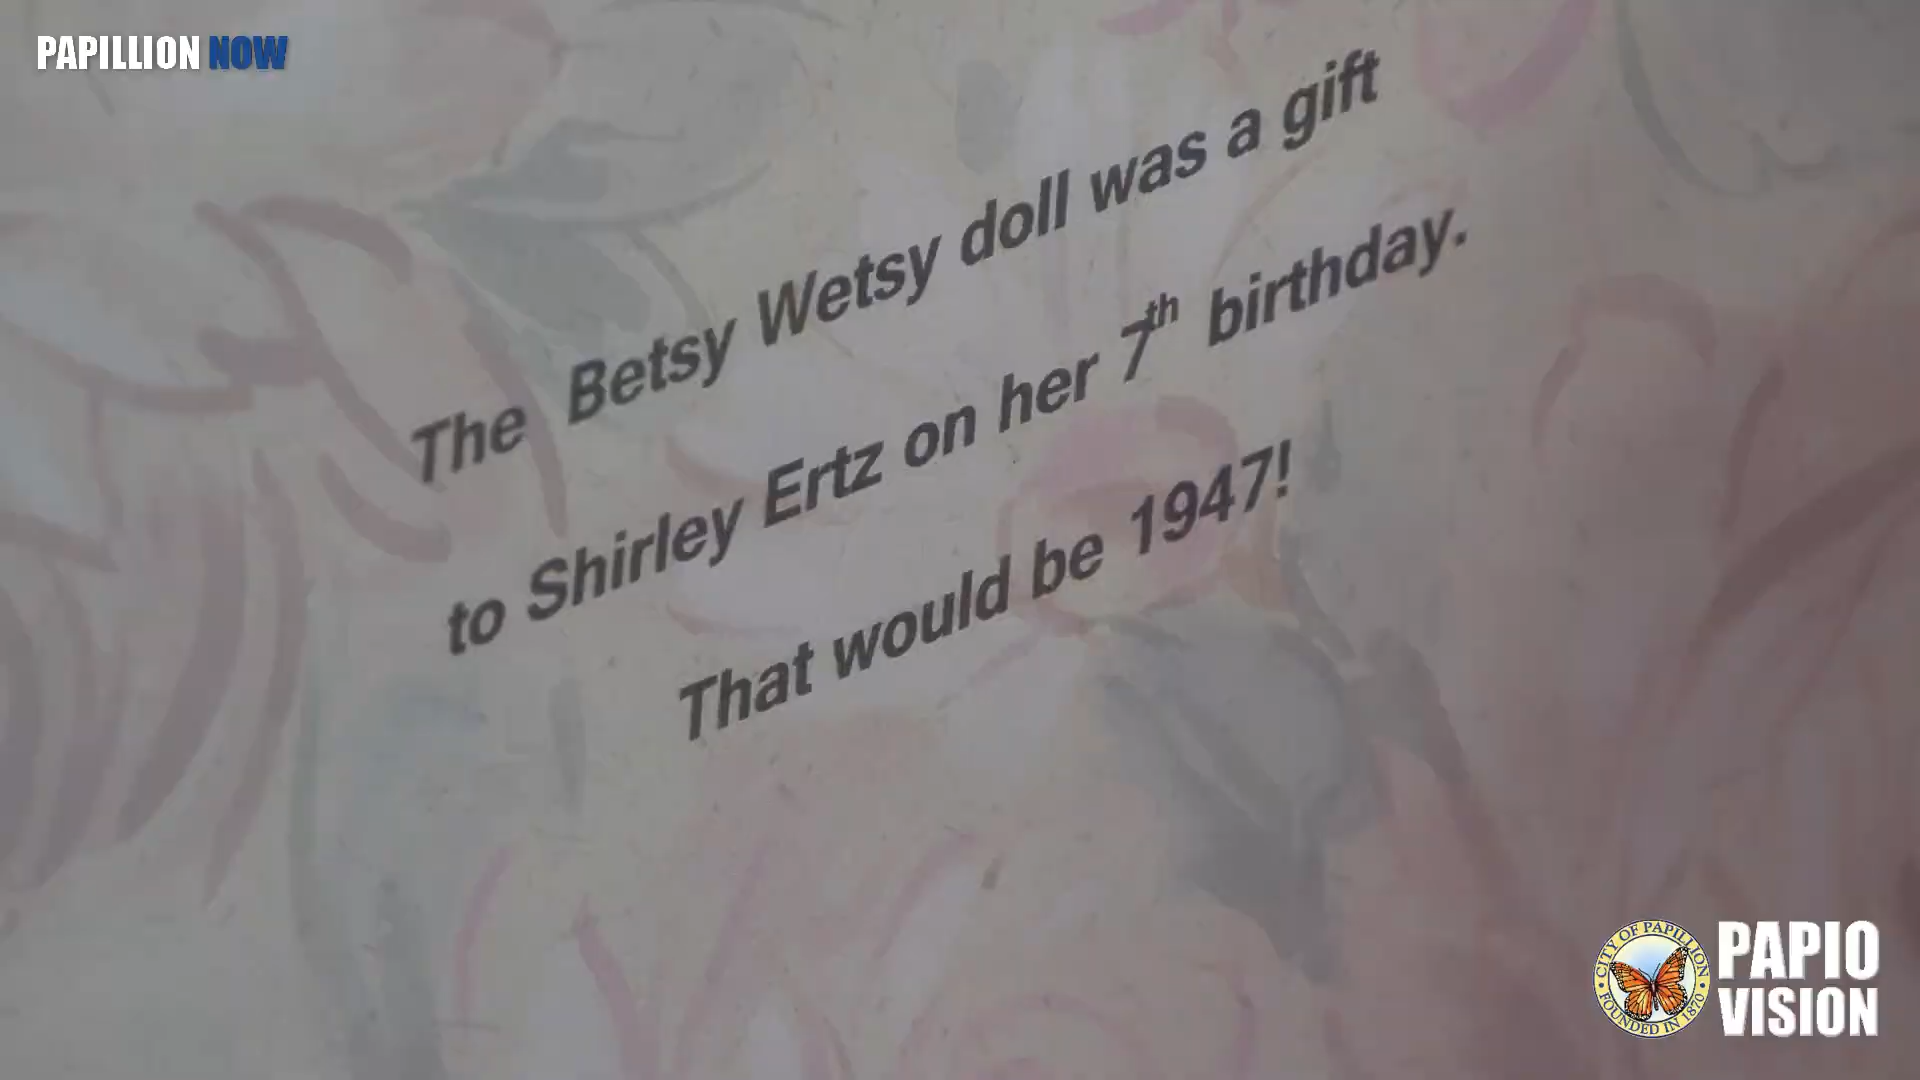 PAPILLION NOW
The Betsy Wetsy doll was a gift
to Shirley Ertz on her 7th birthday.
That would be 1947!
CITY OF PAPILLION
FOUNDED IN 1870
PAPIO
VISION